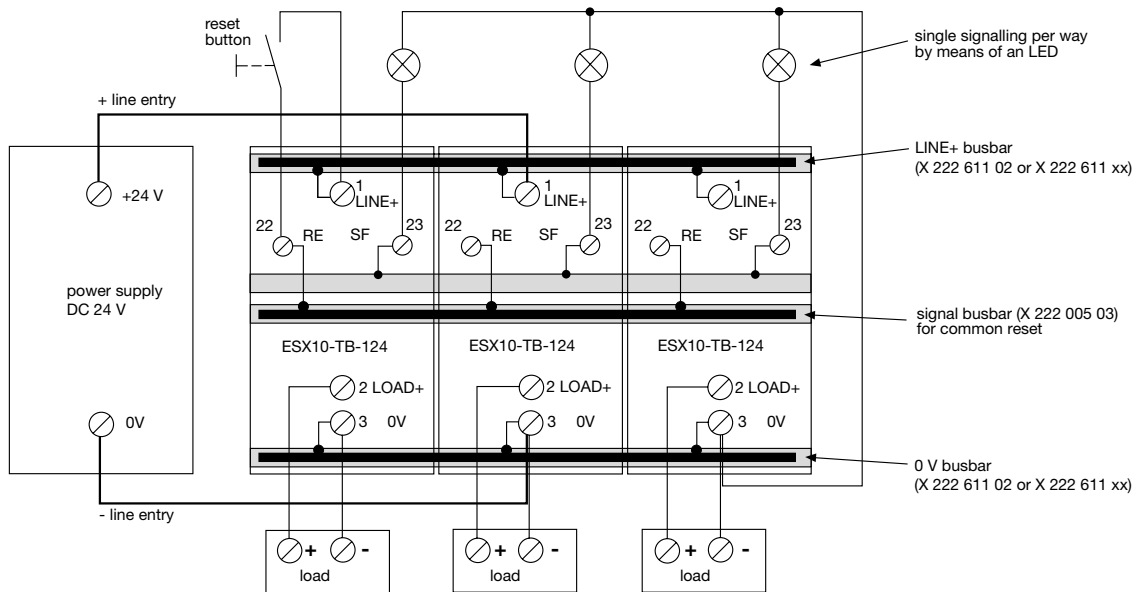 reset
button
single signalling per way
by means of an LED
+ line entry
LINE+ busbar
(X 222 611 02 or X 222 611 xx)
+24 V
1
LINE+
1
LINE+
1
LINE+
22
RE
SF
23
22
RE
SF
23
22
RE
SF
23
power supply
DC 24 V
signal busbar (X 222 005 03)
for common reset
ESX10-TB-124
ESX10-TB-124
ESX10-TB-124
2 LOAD+
2 LOAD+
2 LOAD+
0V
3 0V
3 0V
3 0V
0 V busbar
(X 222 611 02 or X 222 611 xx)
- line entry
+ -
load
+ -
load
+ -
load